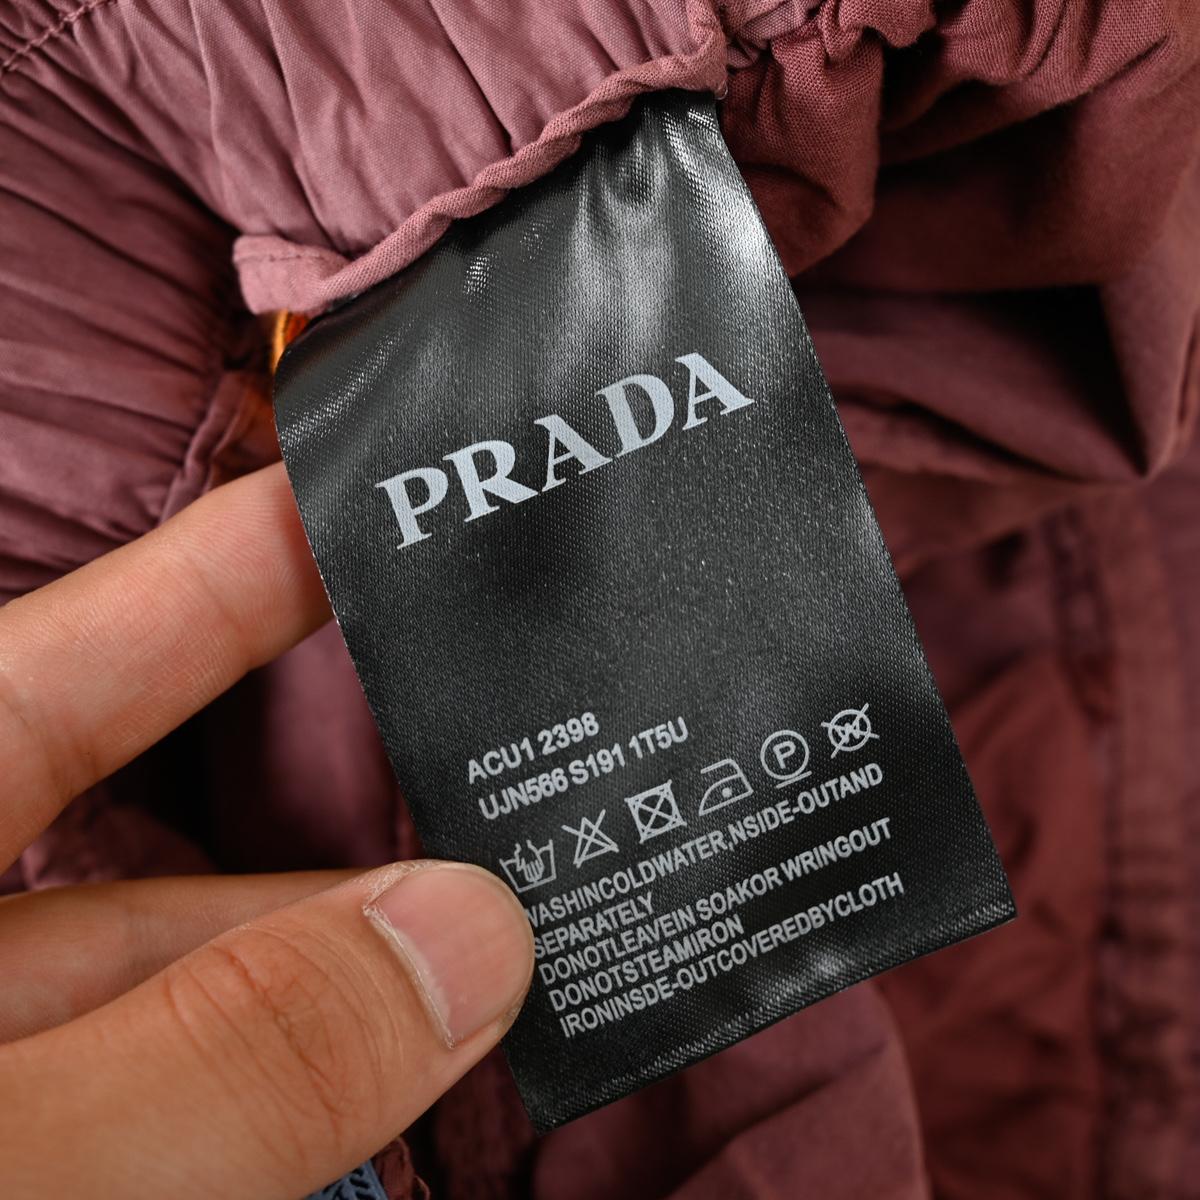 PRADA
ACU1 2398
UJN566 S191 1T5U
P
W
WASHINCOLDWATER,NSIDE-OUTAND
SEPARATELY
DONOTLEAVEIN SOAKOR WRINGOUT
DONOTSTEAMIRON
IRONINSDE-OUTCOVEREDBYCLOTH